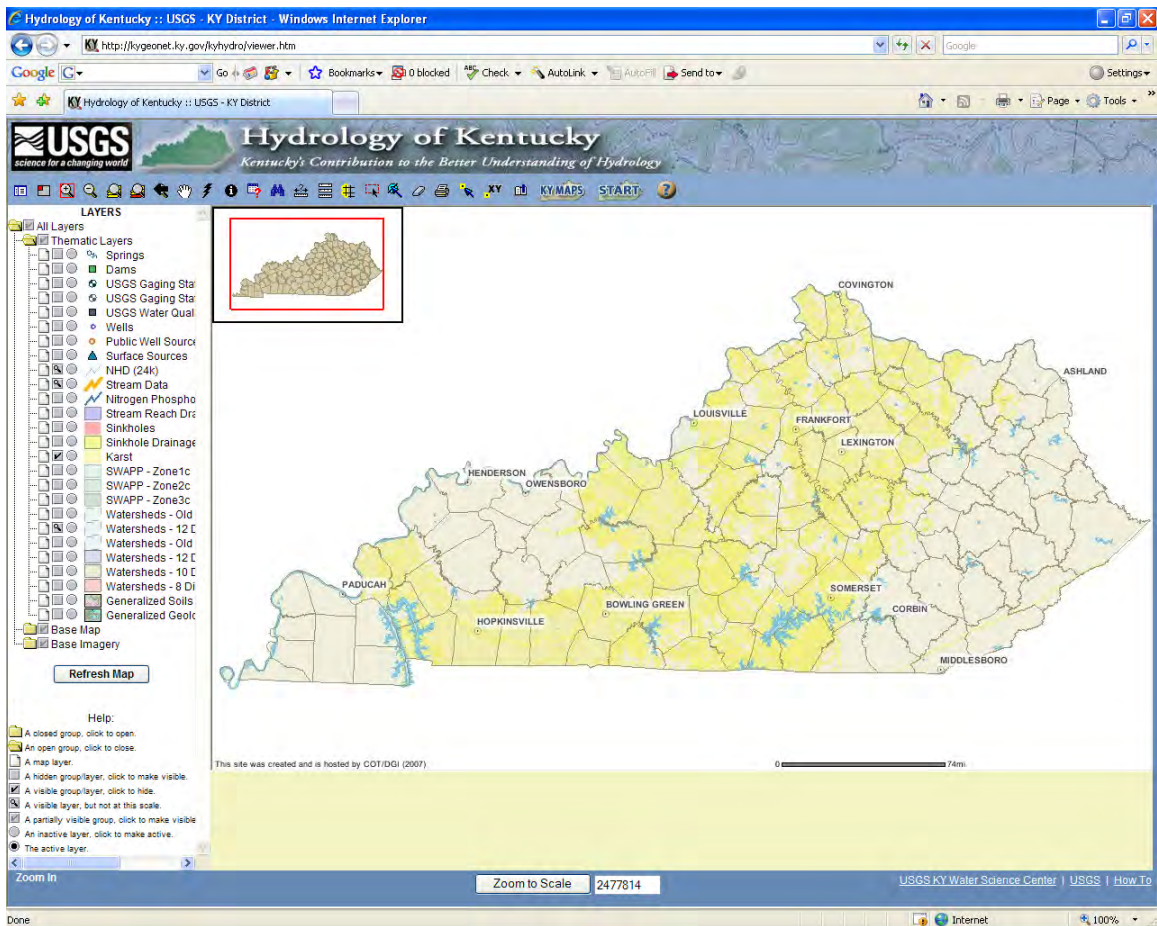 Hydrology of Kentucky :: USGS - KY District - Windows Internet Explorer
http://kygeonet.ky.gov/kyhydro/viewer.htm
Google
Google G Go Bookmarks 0 blocked ABC Check AutoLink AutoFill Send to Settings
KY Hydrology of Kentucky :: USGS - KY District
Page Tools
USGS
science for a changing world
Hydrology of Kentucky
Kentucky's Contribution to the Better Understanding of Hydrology
.XY KY MAPS START ?
LAYERS
All Layers
Thematic Layers
Springs
Dams
USGS Gaging Sta
USGS Gaging Sta
USGS Water Qual
Wells
Public Well Source
Surface Sources
NHD (24k)
Stream Data
Nitrogen Phospho
Stream Reach Dra
Sinkholes
Sinkhole Drainage
Karst
SWAPP - Zone1c
SWAPP - Zone2c
SWAPP - Zone3c
Watersheds - Old
Watersheds - 12 D
Watersheds - Old
Watersheds - 12 D
Watersheds - 10 D
Watersheds - 8 Di
Generalized Soils
Generalized Geolo
Base Map
Base Imagery
Refresh Map
Help:
A closed group, click to open.
An open group, click to close.
A map layer.
A hidden group/layer, click to make visible.
A visible group/layer, click to hide.
A visible layer, but not at this scale.
A partially visible group, click to make visible
An inactive layer, click to make active.
The active layer.
COVINGTON
ASHLAND
LOUISVILLE
FRANKFORT
LEXINGTON
HENDERSON
OWENSBORO
PADUCAH
SOMERSET
BOWLING GREEN
CORBIN
HOPKINSVILLE
MIDDLESBORO
This site was created and is hosted by COT/DGI (2007)
0 74mi
Zoom In
Zoom to Scale 2477814
USGS KY Water Science Center | USGS | How To
Done
Internet
100%